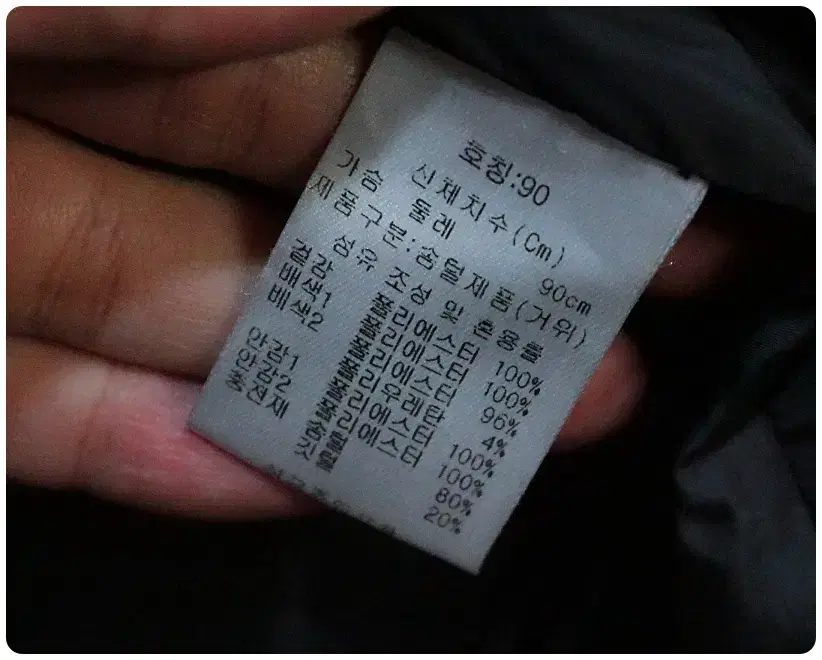 호칭:90
신체치수(Cm)
가슴 둘레 90cm
제품구분:솜털제품(거위)
섬유 조성 및 혼용률
겉감 폴리에스터 100%
배색1 폴리에스터 100%
배색2 폴리에스터 96%
폴리우레탄 4%
안감1 폴리에스터 100%
안감2 폴리에스터 100%
충전재 솜털 80%
깃털 20%